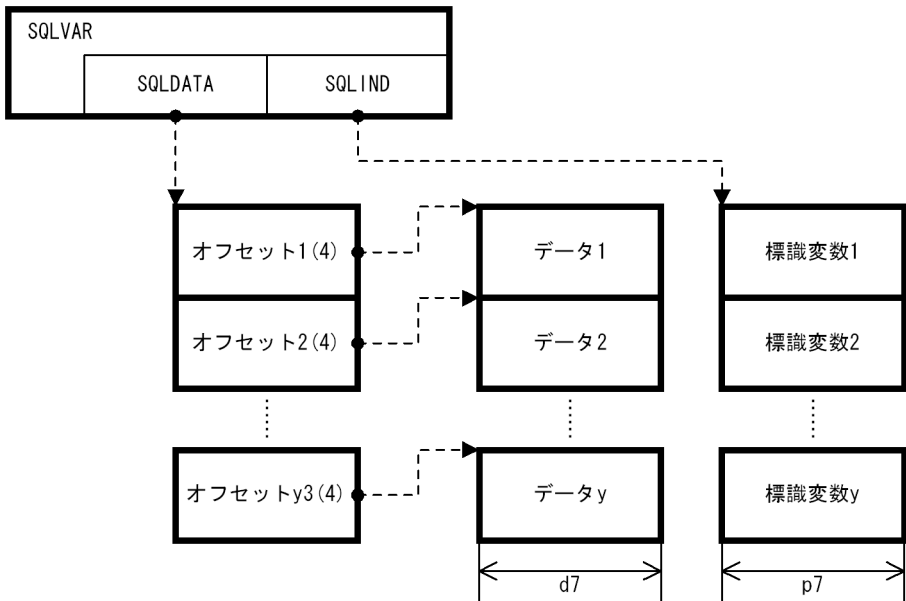 SQLVAR
SQLDATA
SQLIND
オフセット1(4)
データ1
標識変数1
オフセット2(4)
データ2
標識変数2
オフセットy3(4)
データy
標識変数y
d7
p7